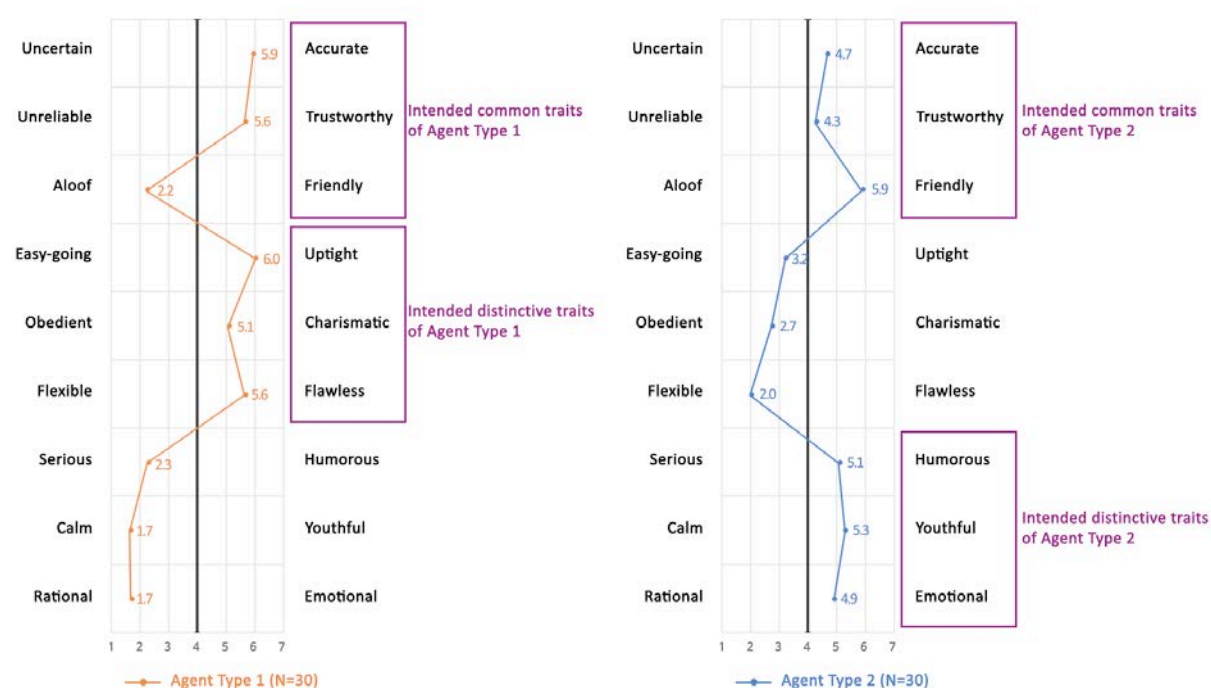 Uncertain 5.9 Accurate
Unreliable 5.6 Trustworthy
Intended common traits
of Agent Type 1
Aloof 2.2 Friendly
Easy-going 6.0 Uptight
Obedient 5.1 Charismatic
Intended distinctive traits
of Agent Type 1
Flexible 5.6 Flawless
Serious 2.3 Humorous
Calm 1.7 Youthful
Rational 1.7 Emotional
1 2 3 4 5 6 7
Agent Type 1 (N=30)
Uncertain 4.7 Accurate
Unreliable 4.3 Trustworthy
Intended common traits
of Agent Type 2
Aloof 5.9 Friendly
Easy-going 3.2 Uptight
Obedient 2.7 Charismatic
Flexible 2.0 Flawless
Serious 5.1 Humorous
Calm 5.3 Youthful
Intended distinctive traits
of Agent Type 2
Rational 4.9 Emotional
1 2 3 4 5 6 7
Agent Type 2 (N=30)